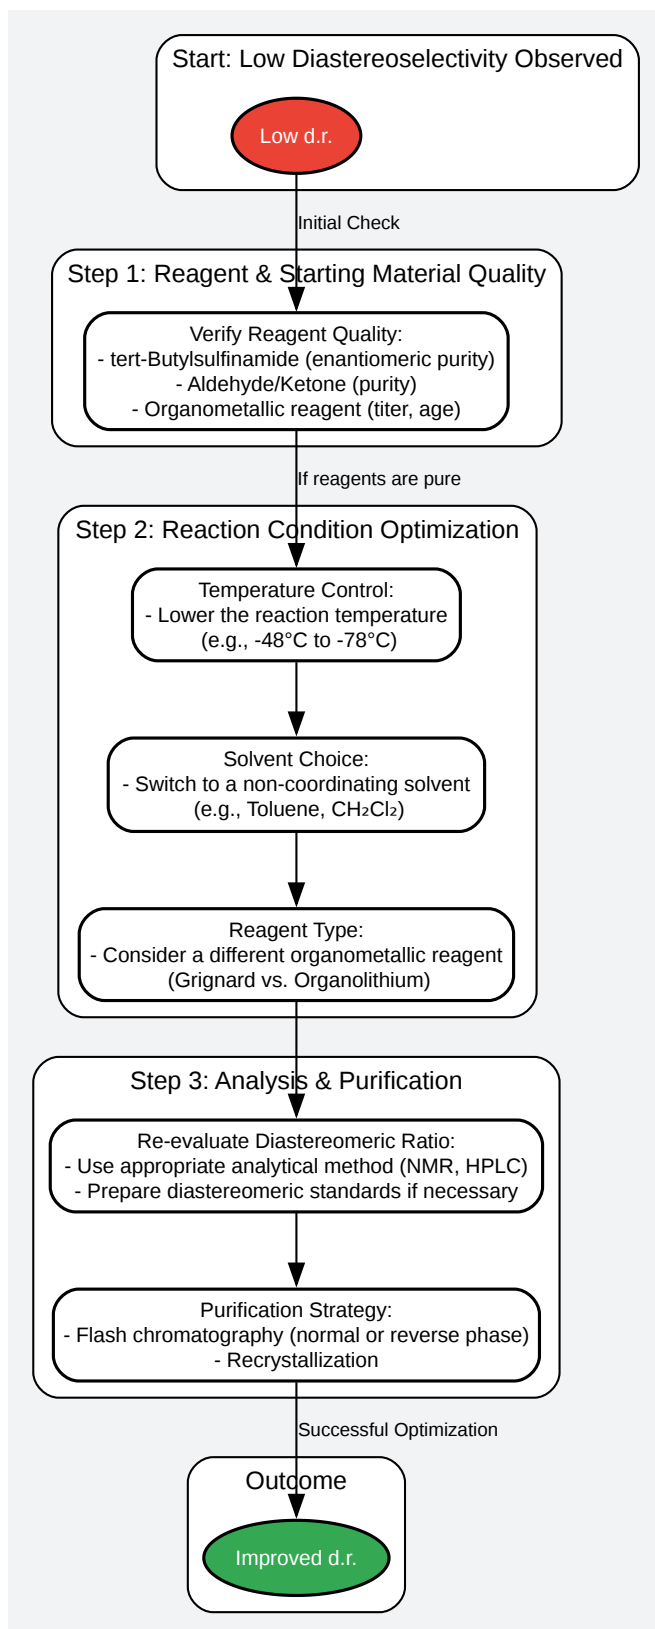 Start: Low Diastereoselectivity Observed
Low d.r.
Initial Check
Step 1: Reagent & Starting Material Quality
Verify Reagent Quality:
- tert-Butylsulfinamide (enantiomeric purity)
- Aldehyde/Ketone (purity)
- Organometallic reagent (titer, age)
If reagents are pure
Step 2: Reaction Condition Optimization
Temperature Control:
- Lower the reaction temperature
(e.g., -48°C to -78°C)
Solvent Choice:
- Switch to a non-coordinating solvent
(e.g., Toluene, CH₂Cl₂)
Reagent Type:
- Consider a different organometallic reagent
(Grignard vs. Organolithium)
Step 3: Analysis & Purification
Re-evaluate Diastereomeric Ratio:
- Use appropriate analytical method (NMR, HPLC)
- Prepare diastereomeric standards if necessary
Purification Strategy:
- Flash chromatography (normal or reverse phase)
- Recrystallization
Successful Optimization
Outcome
Improved d.r.